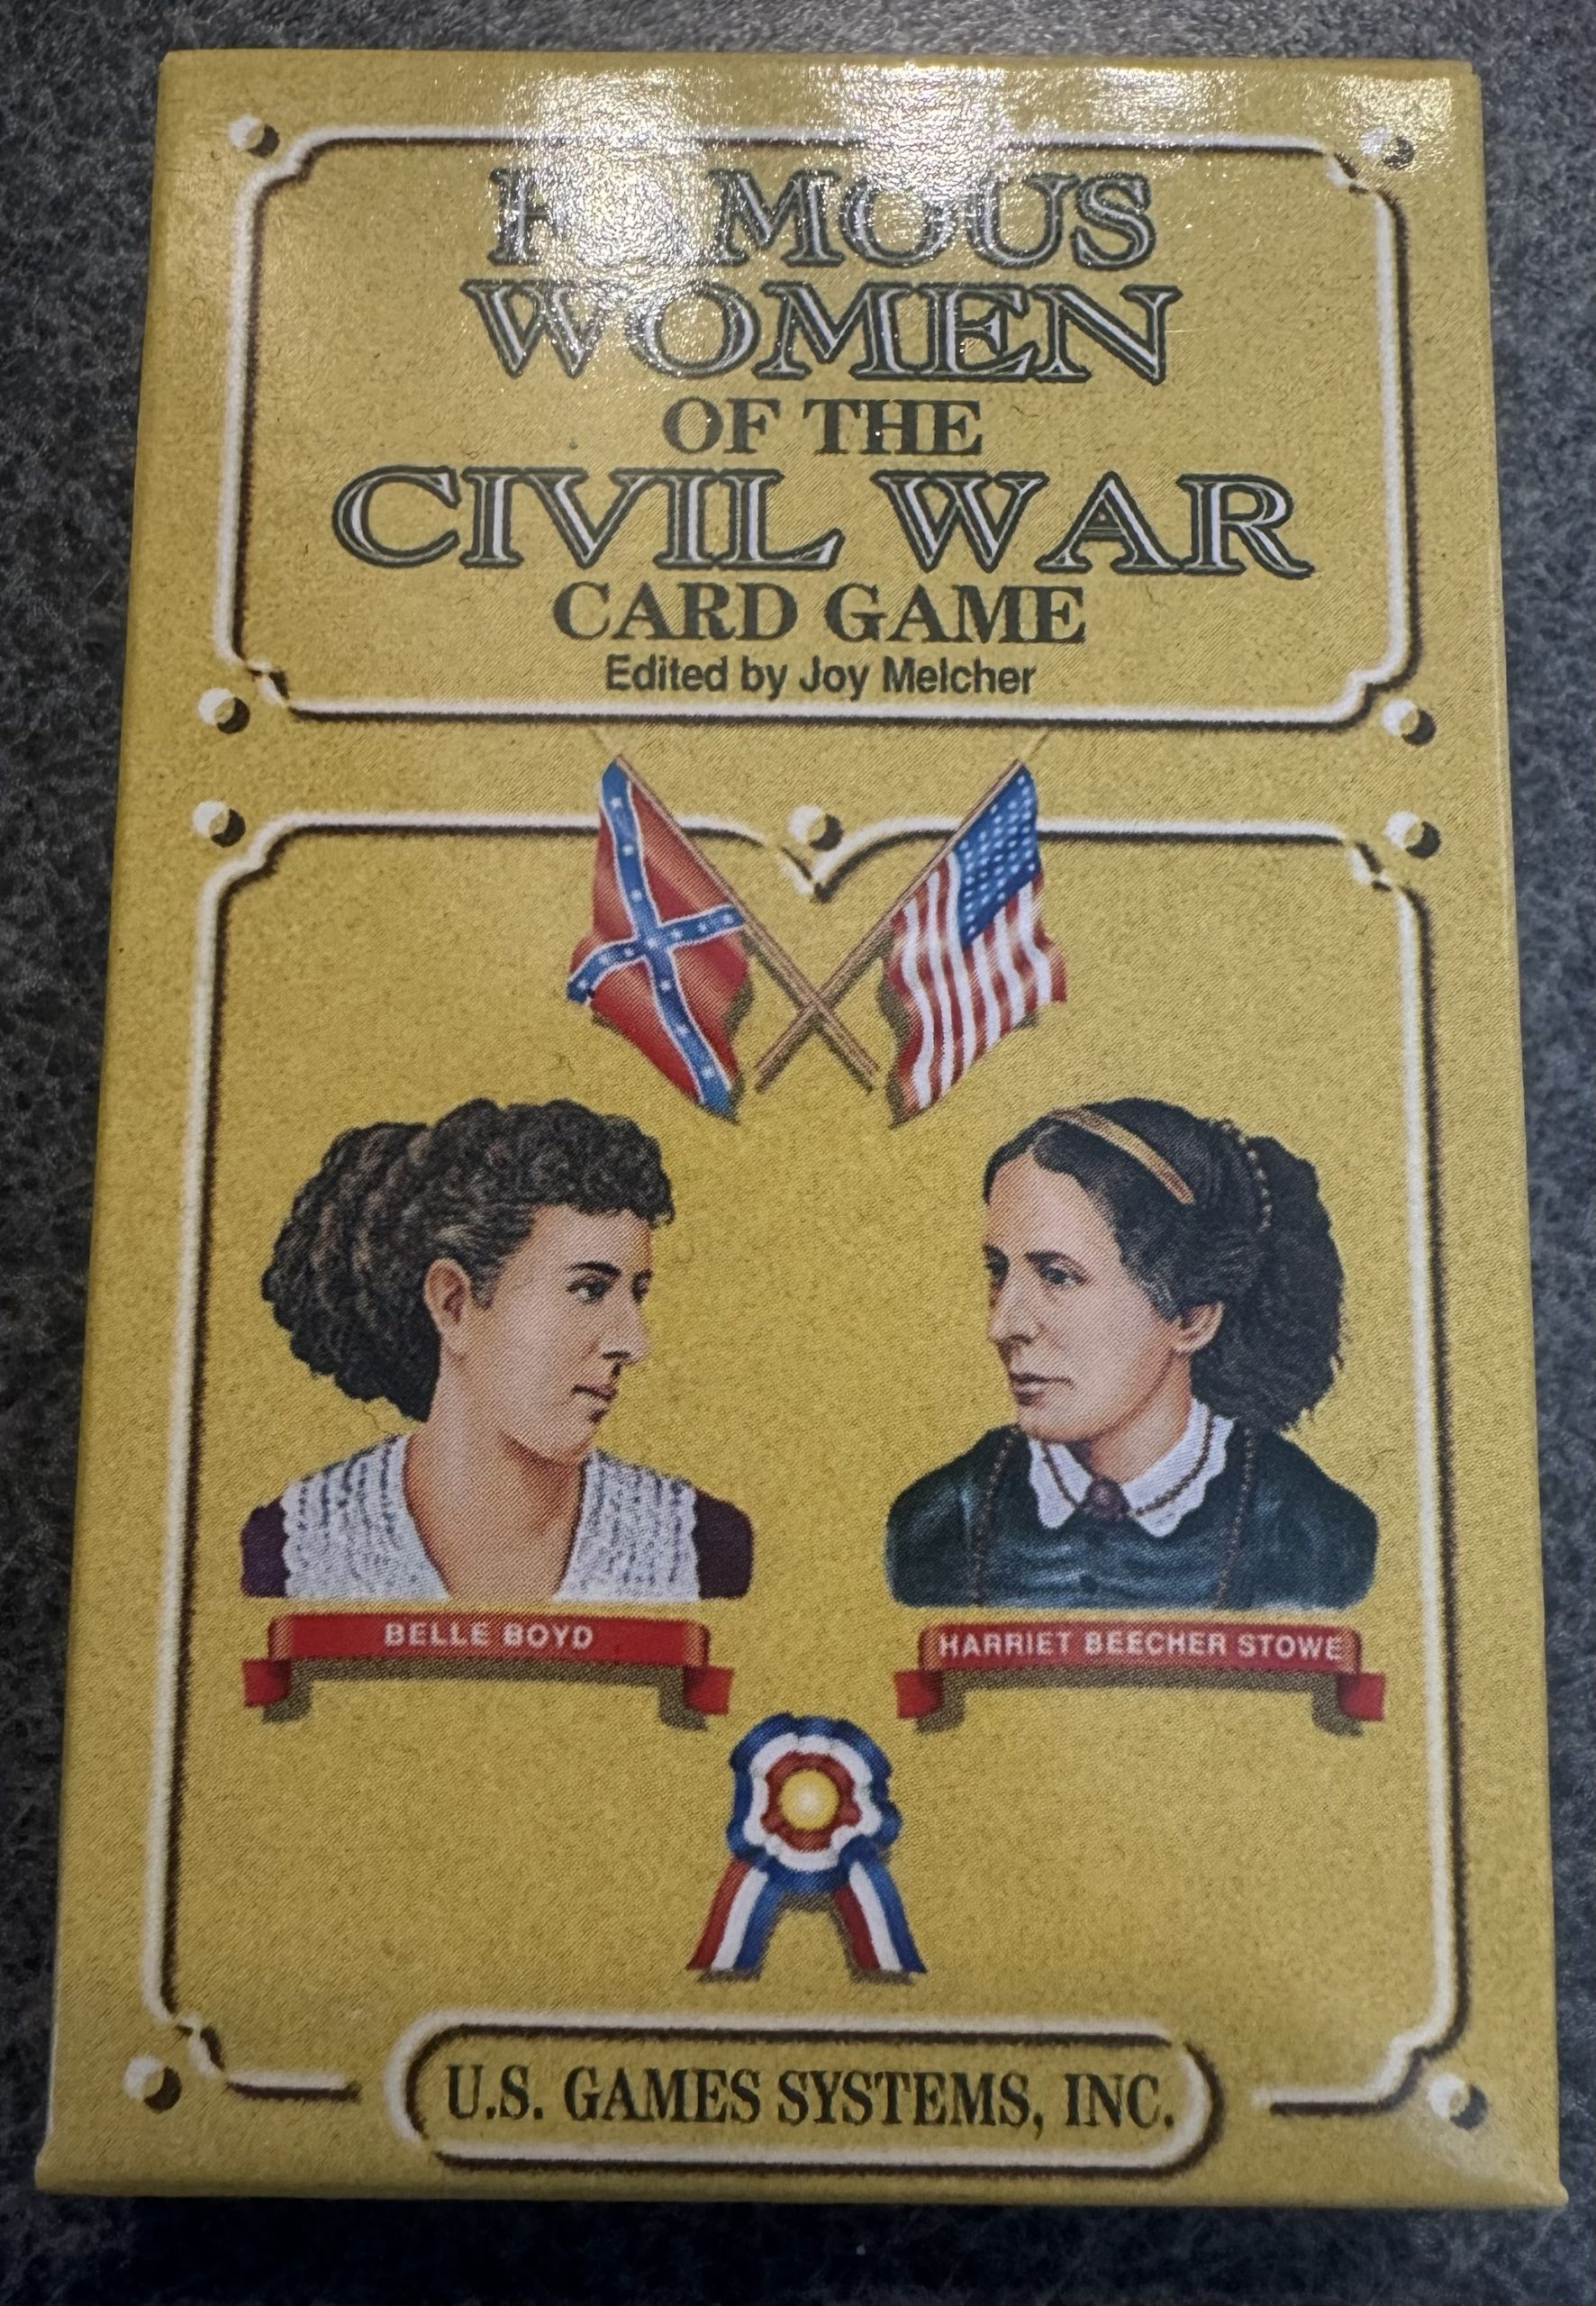 FAMOUS
WOMEN
OF THE
CIVIL WAR
CARD GAME
Edited by Joy Melcher
BELLE BOYD
HARRIET BEECHER STOWE
U.S. GAMES SYSTEMS, INC.